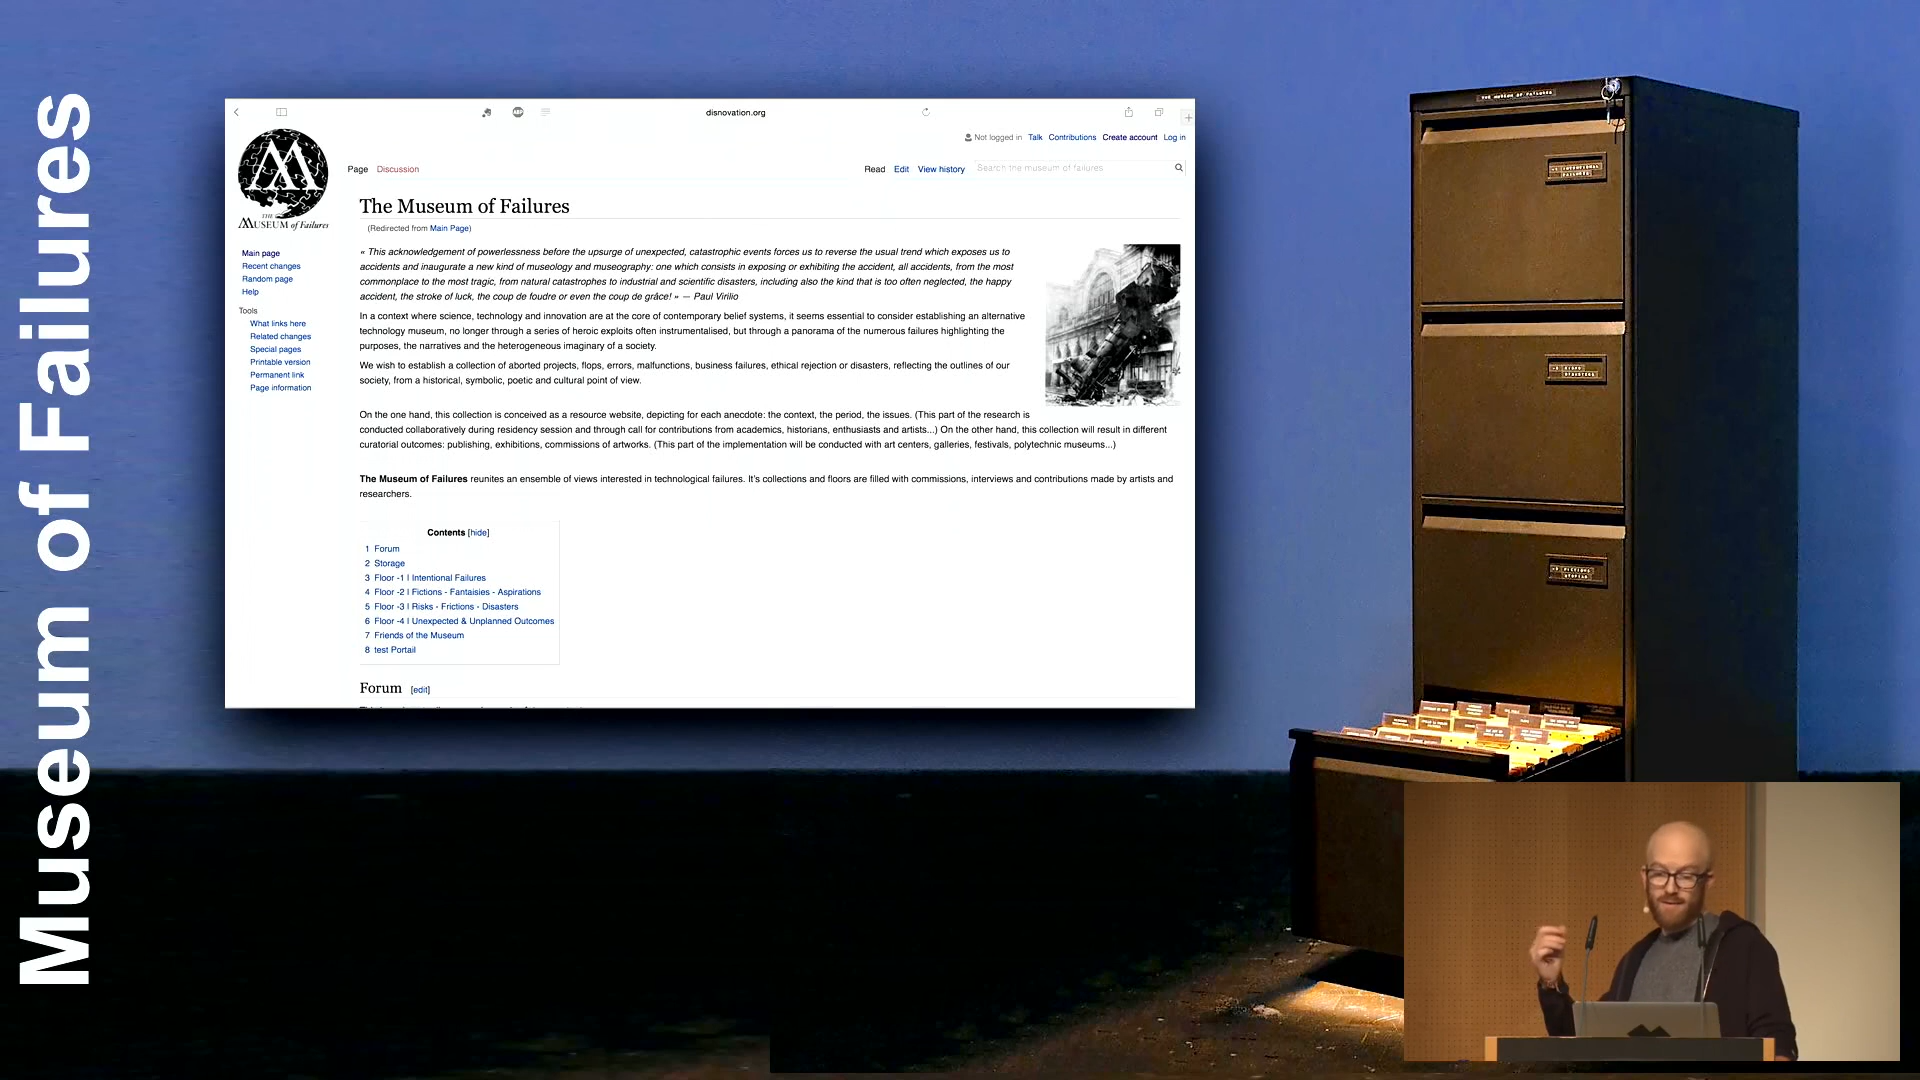 Museum of Failures
disnovation.org
Not logged in Talk Contributions Create account Log in
Page Discussion
Read Edit View history Search the museum of failures
THE
MUSEUM of Failures
Main page
Recent changes
Random page
Help
Tools
What links here
Related changes
Special pages
Printable version
Permanent link
Page information
The Museum of Failures
(Redirected from Main Page)
« This acknowledgement of powerlessness before the upsurge of unexpected, catastrophic events forces us to reverse the usual trend which exposes us to
accidents and inaugurate a new kind of museology and museography: one which consists in exposing or exhibiting the accident, all accidents, from the most
commonplace to the most tragic, from natural catastrophes to industrial and scientific disasters, including also the kind that is too often neglected, the happy
accident, the stroke of luck, the coup de foudre or even the coup de grâce! » — Paul Virilio
In a context where science, technology and innovation are at the core of contemporary belief systems, it seems essential to consider establishing an alternative
technology museum, no longer through a series of heroic exploits often instrumentalised, but through a panorama of the numerous failures highlighting the
purposes, the narratives and the heterogeneous imaginary of a society.
We wish to establish a collection of aborted projects, flops, errors, malfunctions, business failures, ethical rejection or disasters, reflecting the outlines of our
society, from a historical, symbolic, poetic and cultural point of view.
On the one hand, this collection is conceived as a resource website, depicting for each anecdote: the context, the period, the issues. (This part of the research is
conducted collaboratively during residency session and through call for contributions from academics, historians, enthusiasts and artists...) On the other hand, this collection will result in different
curatorial outcomes: publishing, exhibitions, commissions of artworks. (This part of the implementation will be conducted with art centers, galleries, festivals, polytechnic museums...)
The Museum of Failures reunites an ensemble of views interested in technological failures. It's collections and floors are filled with commissions, interviews and contributions made by artists and
researchers.
Contents [hide]
1 Forum
2 Storage
3 Floor -1 | Intentional Failures
4 Floor -2 | Fictions - Fantaisies - Aspirations
5 Floor -3 | Risks - Frictions - Disasters
6 Floor -4 | Unexpected & Unplanned Outcomes
7 Friends of the Museum
8 test Portail
Forum [edit]
THE MUSEUM OF FAILURES
-1 INTENTIONAL
FAILURES
DISASTERS
-3 FICTIONS
UTOPIAS